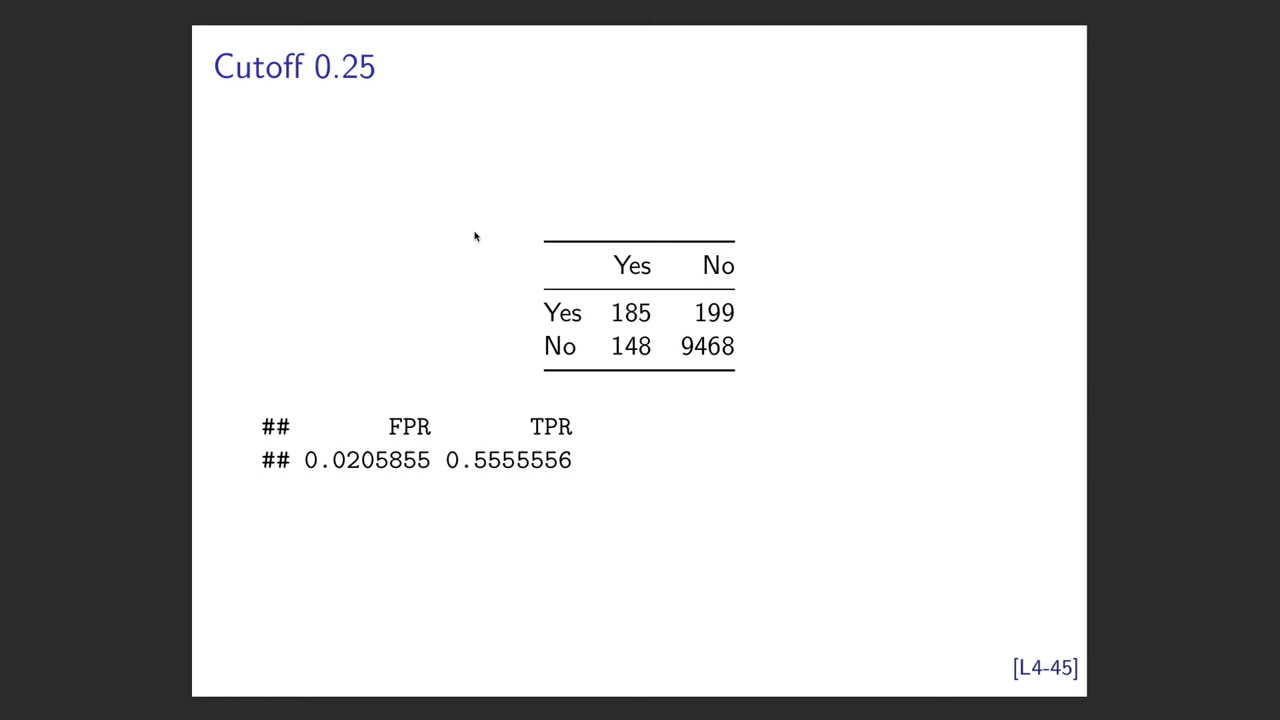 Cutoff 0.25
Yes No
Yes 185 199
No 148 9468
## FPR TPR
## 0.0205855 0.5555556
[L4-45]